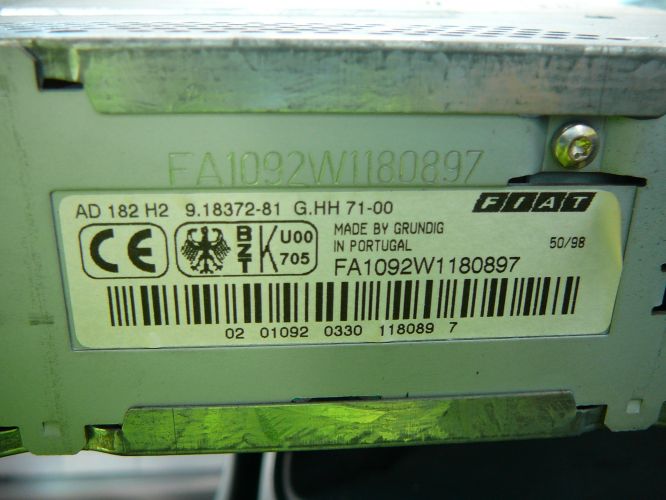 FA1092W1180897
AD 182 H2 9.18372-81 G.HH 71-00 FIAT
CE BZT K U00 705
MADE BY GRUNDIG
IN PORTUGAL 50/98
FA1092W1180897
02 01092 0330 118089 7